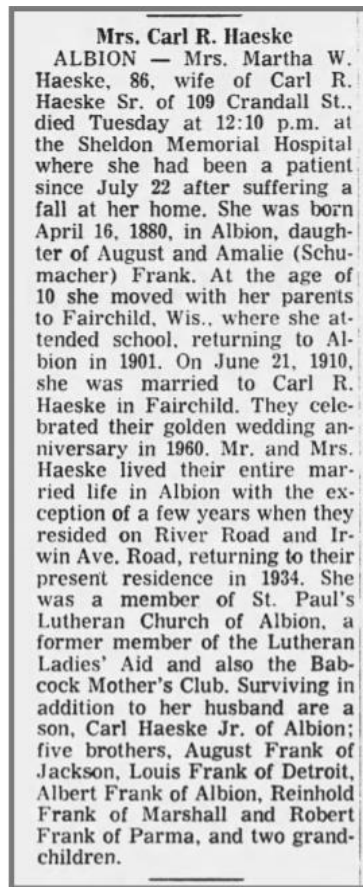 Mrs. Carl R. Haeske
ALBION — Mrs. Martha W.
Haeske, 86, wife of Carl R.
Haeske Sr. of 109 Crandall St.,
died Tuesday at 12:10 p.m. at
the Sheldon Memorial Hospital
where she had been a patient
since July 22 after suffering a
fall at her home. She was born
April 16, 1880, in Albion, daugh-
ter of August and Amalie (Schu-
macher) Frank. At the age of
10 she moved with her parents
to Fairchild, Wis., where she at-
tended school, returning to Al-
bion in 1901. On June 21, 1910,
she was married to Carl R.
Haeske in Fairchild. They cele-
brated their golden wedding an-
niversary in 1960. Mr. and Mrs.
Haeske lived their entire mar-
ried life in Albion with the ex-
ception of a few years when they
resided on River Road and Ir-
win Ave. Road, returning to their
present residence in 1934. She
was a member of St. Paul's
Lutheran Church of Albion, a
former member of the Lutheran
Ladies' Aid and also the Bab-
cock Mother's Club. Surviving in
addition to her husband are a
son, Carl Haeske Jr. of Albion;
five brothers, August Frank of
Jackson, Louis Frank of Detroit,
Albert Frank of Albion, Reinhold
Frank of Marshall and Robert
Frank of Parma, and two grand-
children.